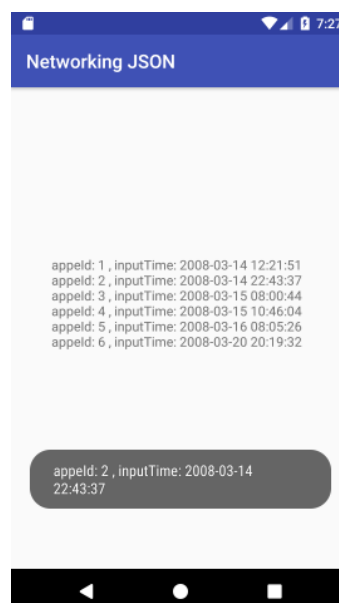 7:27
Networking JSON
appeId: 1 , inputTime: 2008-03-14 12:21:51
appeId: 2 , inputTime: 2008-03-14 22:43:37
appeId: 3 , inputTime: 2008-03-15 08:00:44
appeId: 4 , inputTime: 2008-03-15 10:46:04
appeId: 5 , inputTime: 2008-03-16 08:05:26
appeId: 6 , inputTime: 2008-03-20 20:19:32
appeId: 2 , inputTime: 2008-03-14
22:43:37